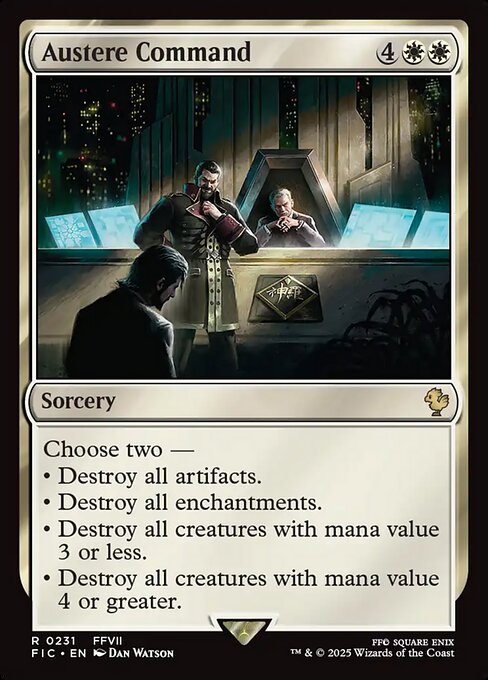 Austere Command 4
神羅
Sorcery
Choose two —
• Destroy all artifacts.
• Destroy all enchantments.
• Destroy all creatures with mana value
3 or less.
• Destroy all creatures with mana value
4 or greater.
R 0231 FFVII
FIC • EN DAN WATSON
FF© SQUARE ENIX
™ & © 2025 Wizards of the Coast